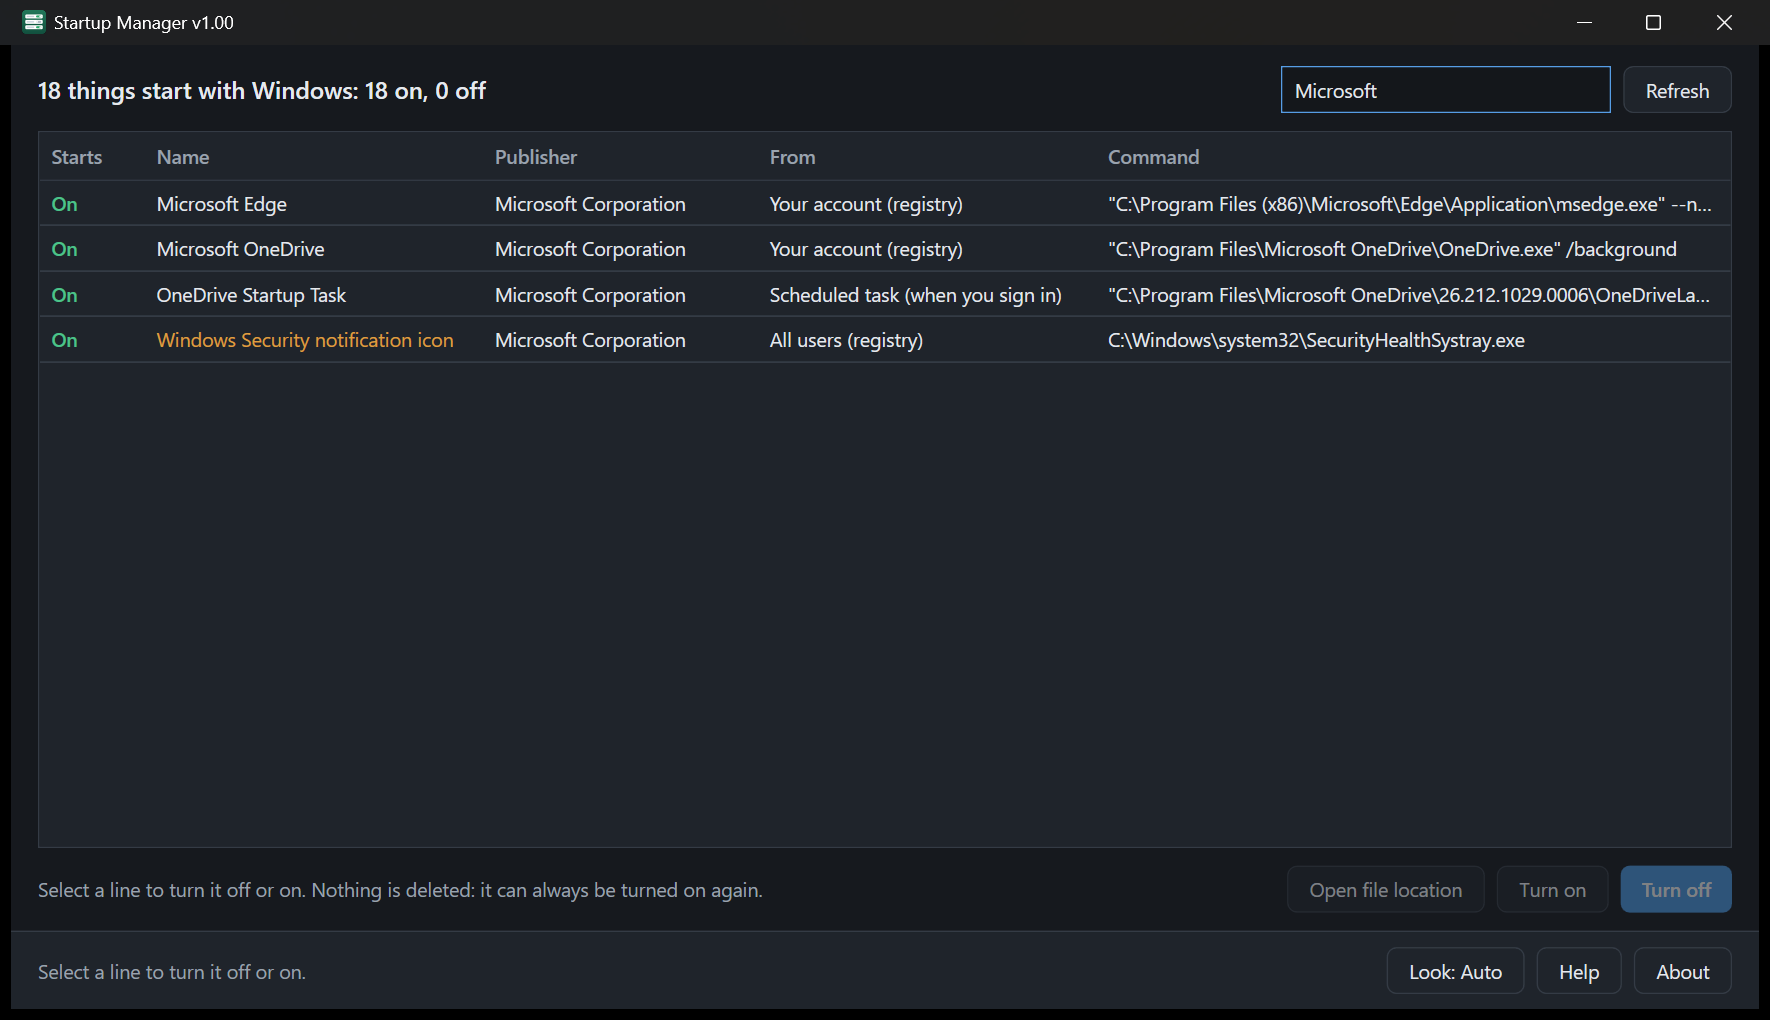 Startup Manager v1.00
18 things start with Windows: 18 on, 0 off
Microsoft
Refresh
Starts Name Publisher From Command
On Microsoft Edge Microsoft Corporation Your account (registry) "C:\Program Files (x86)\Microsoft\Edge\Application\msedge.exe" --n...
On Microsoft OneDrive Microsoft Corporation Your account (registry) "C:\Program Files\Microsoft OneDrive\OneDrive.exe" /background
On OneDrive Startup Task Microsoft Corporation Scheduled task (when you sign in) "C:\Program Files\Microsoft OneDrive\26.212.1029.0006\OneDriveLa...
On Windows Security notification icon Microsoft Corporation All users (registry) C:\Windows\system32\SecurityHealthSystray.exe
Select a line to turn it off or on. Nothing is deleted: it can always be turned on again.
Open file location
Turn on
Turn off
Select a line to turn it off or on.
Look: Auto
Help
About